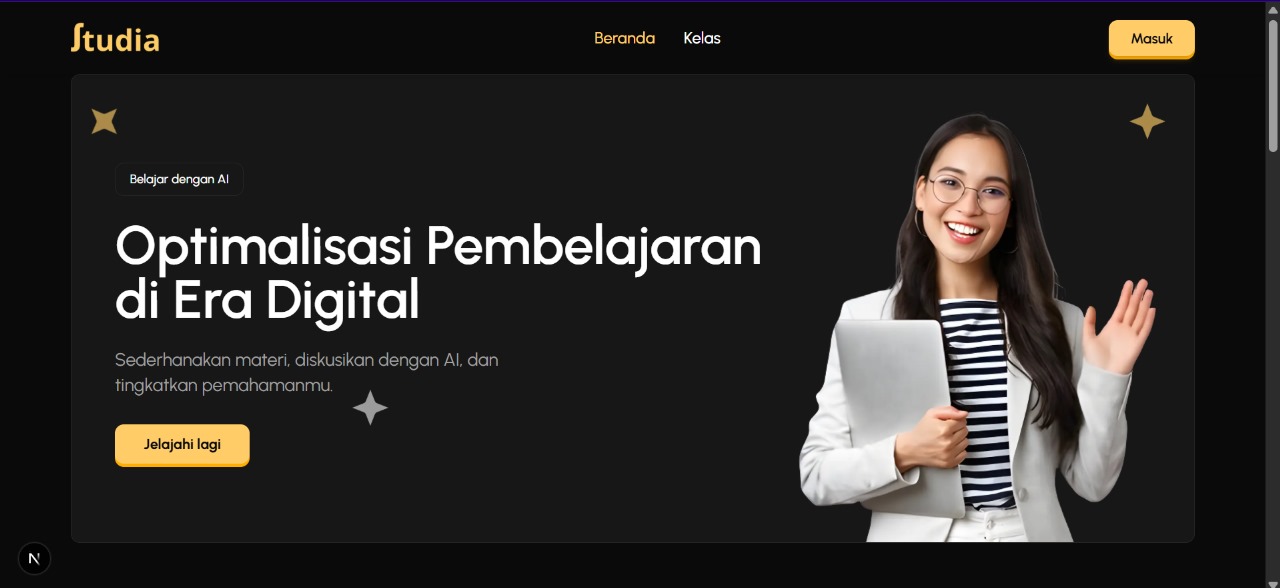 Studia
Beranda
Kelas
Masuk
Belajar dengan AI
Optimalisasi Pembelajaran
di Era Digital
Sederhanakan materi, diskusikan dengan AI, dan
tingkatkan pemahamanmu.
Jelajahi lagi
N